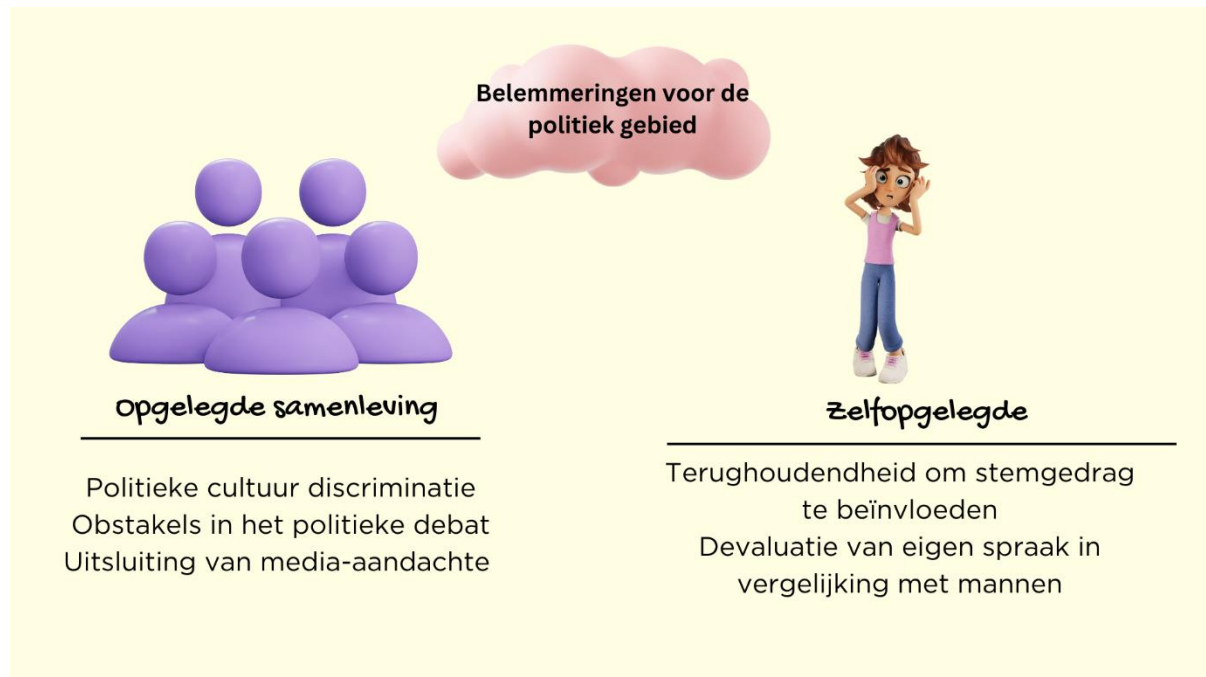 Belemmeringen voor de
politiek gebied
Opgelegde samenleving
Politieke cultuur discriminatie
Obstakels in het politieke debat
Uitsluiting van media-aandachte
Zelfopgelegde
Terughoudendheid om stemgedrag
te beïnvloeden
Devaluatie van eigen spraak in
vergelijking met mannen